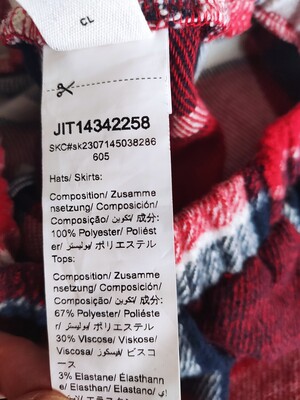 CL
JIT14342258
SKC#sk2307145038286
605
Hats/ Skirts:
Composition/ Zusamme
nsetzung/ Composición/
Composição/ تكوين/ 成分:
100% Polyester/ Poliést
er/ بوليستر/ ポリエステル
Tops:
Composition/ Zusamme
nsetzung/ Composición/
Composição/ تكوين/ 成分:
67% Polyester/ Poliéste
r/ بوليستر/ ポリエステル
30% Viscose/ Viskose/
Viscosa/ فيسكوز/ ビスコ
ース
3% Elastane/ Élasthann
e/ Elasthan/ Elastano/